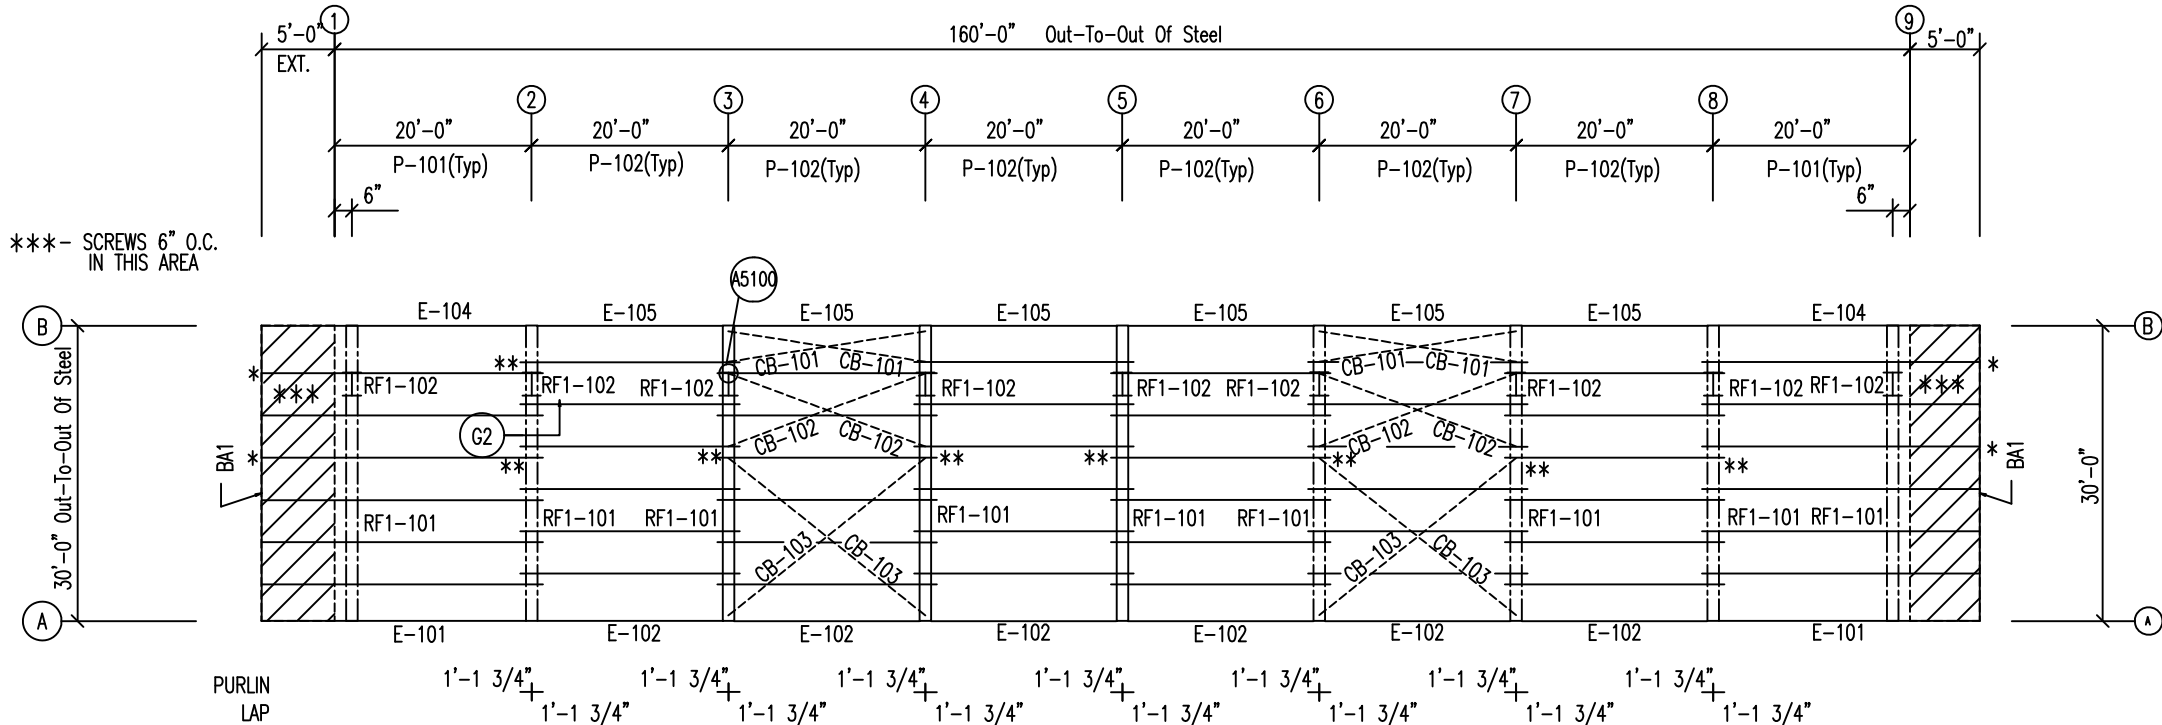 1 9
5'-0" 160'-0" Out-To-Out Of Steel 5'-0"
EXT.
2 3 4 5 6 7 8
20'-0" 20'-0" 20'-0" 20'-0" 20'-0" 20'-0" 20'-0" 20'-0"
P-101(Typ) P-102(Typ) P-102(Typ) P-102(Typ) P-102(Typ) P-102(Typ) P-102(Typ) P-101(Typ)
6" 6"
***- SCREWS 6" O.C.
IN THIS AREA
A5100
E-104 E-105 E-105 E-105 E-105 E-105 E-105 E-104
B B
** CB-101 CB-101 CB-101 CB-101
* *
*** RF1-102 RF1-102 RF1-102 RF1-102 RF1-102 RF1-102 RF1-102 RF1-102 RF1-102 ***
G2 CB-102 CB-102 CB-102 CB-102
* ** ** ** ** ** ** ** *
BA1 BA1
30'-0" Out-To-Out Of Steel 30'-0"
RF1-101 RF1-101 RF1-101 RF1-101 RF1-101 RF1-101 RF1-101 RF1-101 RF1-101
CB-103 CB-103 CB-103 CB-103
A A
E-101 E-102 E-102 E-102 E-102 E-102 E-102 E-101
PURLIN 1'-1 3/4" 1'-1 3/4" 1'-1 3/4" 1'-1 3/4" 1'-1 3/4" 1'-1 3/4" 1'-1 3/4"
LAP 1'-1 3/4" 1'-1 3/4" 1'-1 3/4" 1'-1 3/4" 1'-1 3/4" 1'-1 3/4" 1'-1 3/4"